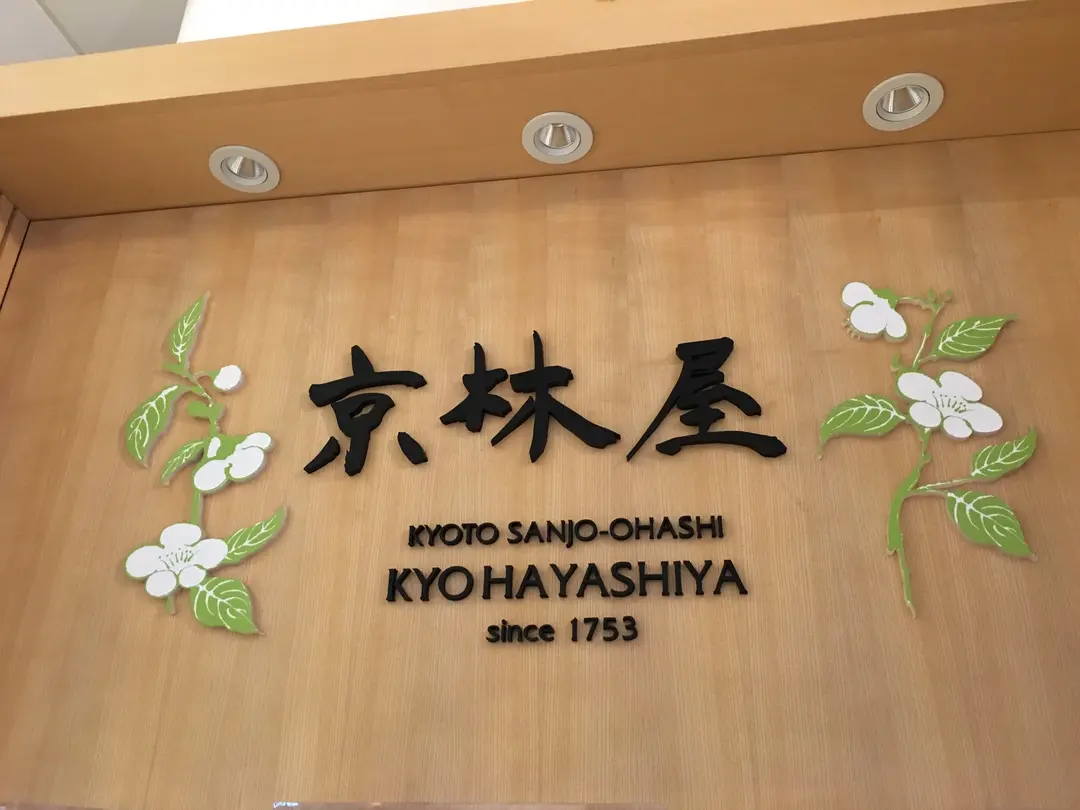 京林屋
KYOTO SANJO-OHASHI
KYO HAYASHIYA
since 1753